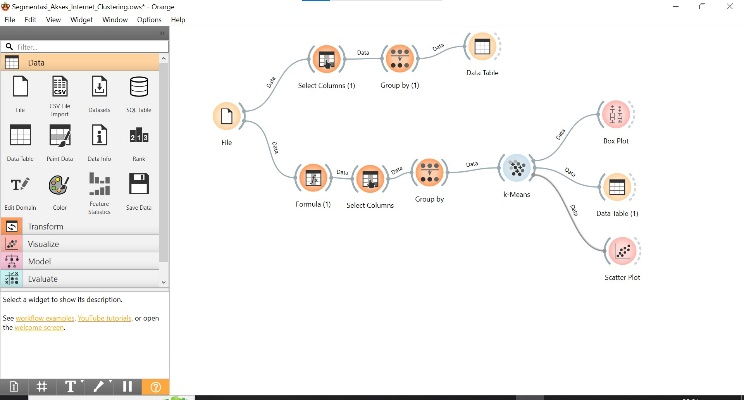 Segmentasi_Akses_Internet_Clustering.ows* - Orange
File Edit View Widget Window Options Help
Filter...
Data
File
CSV File Import
Datasets
SQL Table
Data Table
Paint Data
Data Info
Rank
Edit Domain
Color
Feature Statistics
Save Data
Transform
Visualize
Model
Evaluate
Select a widget to show its description.
See workflow examples, YouTube tutorials, or open
the welcome screen.
File
Data
Select Columns (1)
Data
Group by (1)
Data
Data Table
Data
Formula (1)
Data
Select Columns
Data
Group by
Data
k-Means
Data
Box Plot
Data
Data Table (1)
Data
Scatter Plot